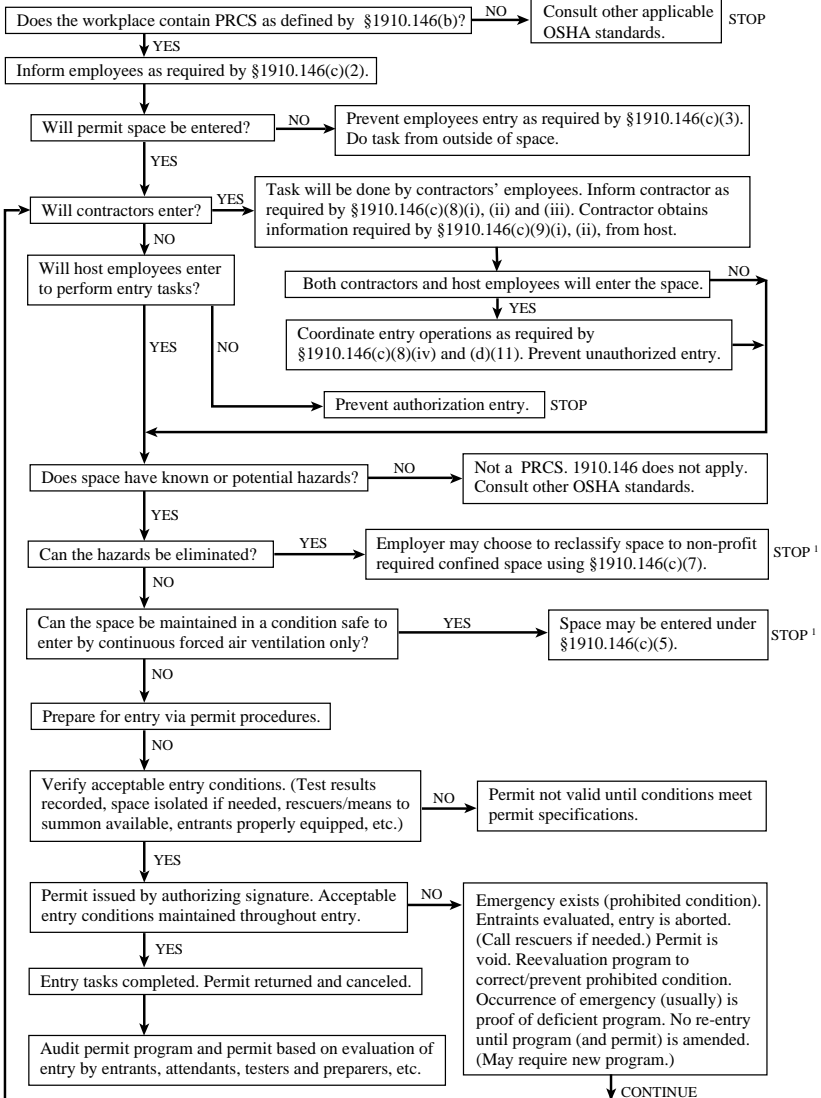 Does the workplace contain PRCS as defined by §1910.146(b)?
NO
Consult other applicable
OSHA standards.
STOP
YES
Inform employees as required by §1910.146(c)(2).
Will permit space be entered?
NO
Prevent employees entry as required by §1910.146(c)(3).
Do task from outside of space.
YES
Will contractors enter?
YES
Task will be done by contractors’ employees. Inform contractor as
required by §1910.146(c)(8)(i), (ii) and (iii). Contractor obtains
information required by §1910.146(c)(9)(i), (ii), from host.
NO
Will host employees enter
to perform entry tasks?
Both contractors and host employees will enter the space.
NO
YES
Coordinate entry operations as required by
§1910.146(c)(8)(iv) and (d)(11). Prevent unauthorized entry.
YES
NO
Prevent authorization entry.
STOP
Does space have known or potential hazards?
NO
Not a PRCS. 1910.146 does not apply.
Consult other OSHA standards.
YES
Can the hazards be eliminated?
YES
Employer may choose to reclassify space to non-profit
required confined space using §1910.146(c)(7).
STOP 1
NO
Can the space be maintained in a condition safe to
enter by continuous forced air ventilation only?
YES
Space may be entered under
§1910.146(c)(5).
STOP 1
NO
Prepare for entry via permit procedures.
NO
Verify acceptable entry conditions. (Test results
recorded, space isolated if needed, rescuers/means to
summon available, entrants properly equipped, etc.)
NO
Permit not valid until conditions meet
permit specifications.
YES
Permit issued by authorizing signature. Acceptable
entry conditions maintained throughout entry.
NO
Emergency exists (prohibited condition).
Entraints evaluated, entry is aborted.
(Call rescuers if needed.) Permit is
void. Reevaluation program to
correct/prevent prohibited condition.
Occurrence of emergency (usually) is
proof of deficient program. No re-entry
until program (and permit) is amended.
(May require new program.)
YES
Entry tasks completed. Permit returned and canceled.
Audit permit program and permit based on evaluation of
entry by entrants, attendants, testers and preparers, etc.
CONTINUE